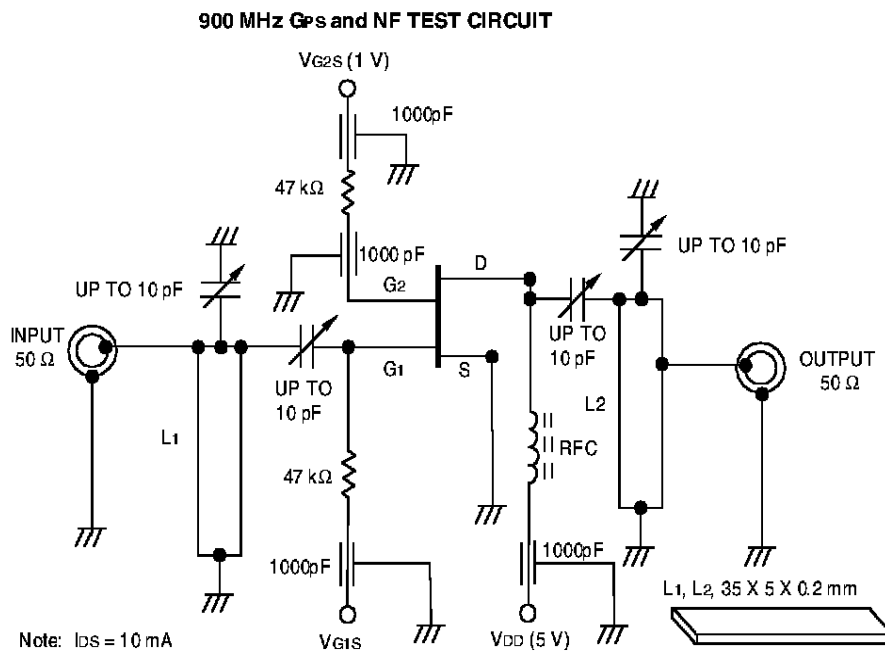 900 MHz GPS and NF TEST CIRCUIT
VG2S (1 V)
1000pF
47 kΩ
1000 pF
UP TO 10 pF
UP TO 10 pF
D
G2
INPUT
50 Ω
UP TO
10 pF
G1
S
UP TO
10 pF
OUTPUT
50 Ω
L1
L2
RFC
47 kΩ
1000pF
1000pF
L1, L2, 35 X 5 X 0.2 mm
Note: IDS = 10 mA
VG1S
VDD (5 V)